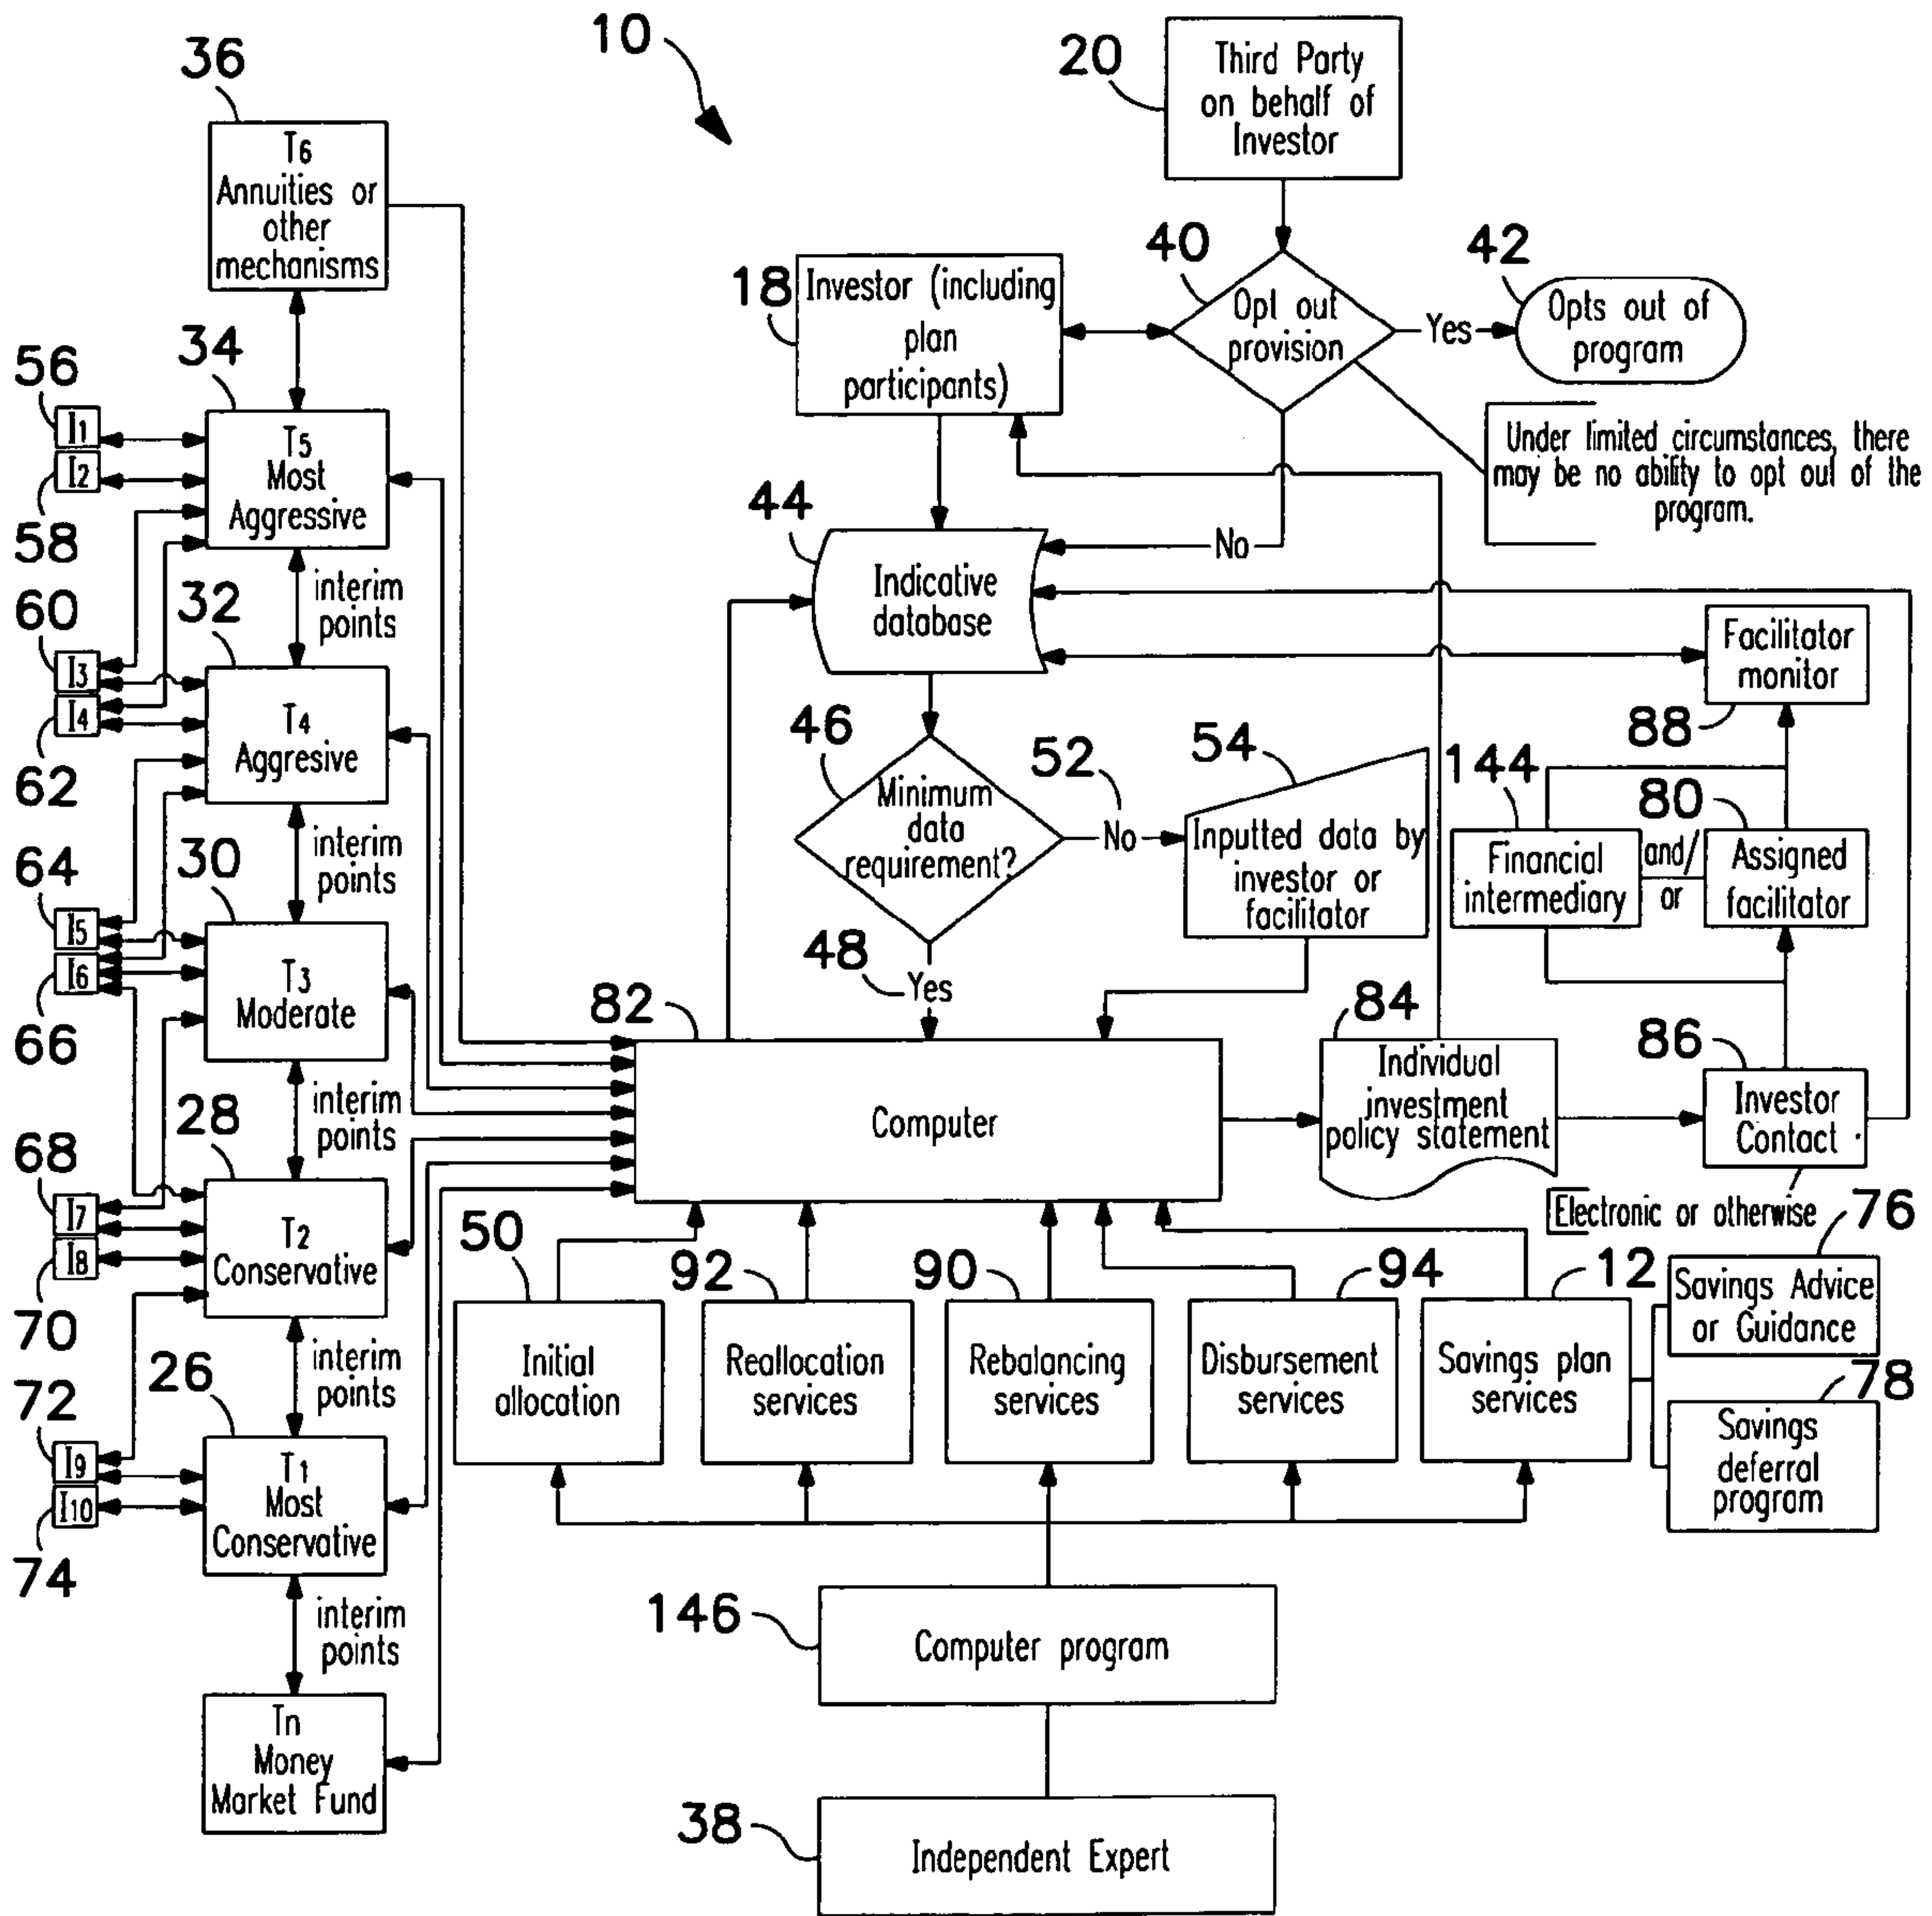 10
20
Third Party
on behalf of
Investor
36
T6
Annuities or
other
mechanisms
18
Investor (including
plan
participants)
40
Opt out
provision
Yes
42
Opts out of
program
Under limited circumstances, there
may be no ability to opt out of the
program.
No
34
T5
Most
Aggressive
56
I1
I2
58
interim
points
44
Indicative
database
32
T4
Aggresive
60
I3
I4
62
interim
points
Facilitator
monitor
88
46
Minimum
data
requirement?
52
No
54
Inputted data by
investor or
facilitator
48
Yes
144
Financial
intermediary
and/
or
80
Assigned
facilitator
30
T3
Moderate
64
I5
I6
66
interim
points
82
Computer
84
Individual
investment
policy statement
86
Investor
Contact
Electronic or otherwise
28
T2
Conservative
68
I7
I8
70
interim
points
50
Initial
allocation
92
Reallocation
services
90
Rebalancing
services
94
Disbursement
services
12
Savings plan
services
76
Savings Advice
or Guidance
78
Savings
deferral
program
26
T1
Most
Conservative
72
I9
I10
74
interim
points
Tn
Money
Market Fund
146
Computer program
38
Independent Expert